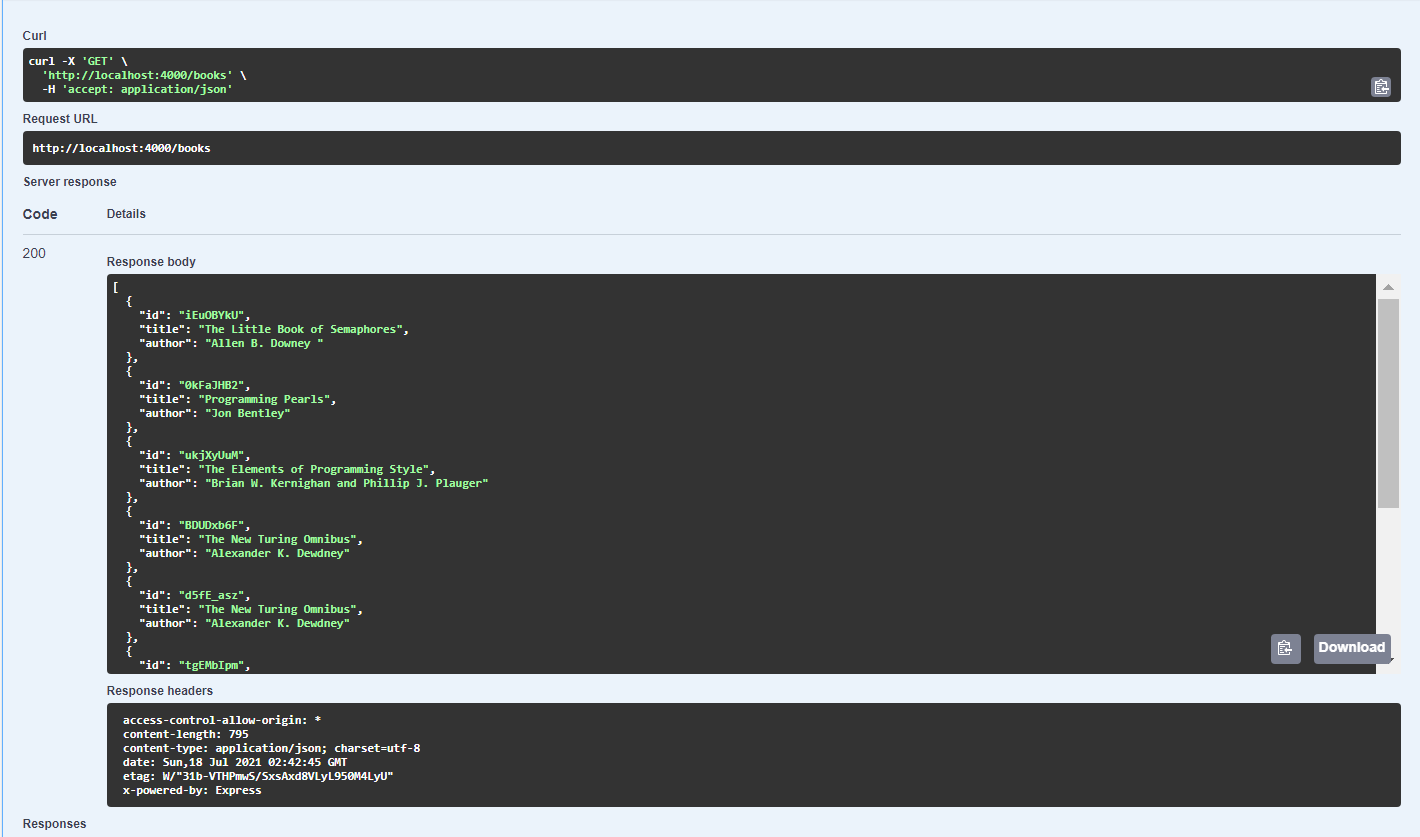 Curl
curl -X 'GET' \
  'http://localhost:4000/books' \
  -H 'accept: application/json'
Request URL
http://localhost:4000/books
Server response
Code Details
200
Response body
[
  {
    "id": "iEuOBYkU",
    "title": "The Little Book of Semaphores",
    "author": "Allen B. Downey "
  },
  {
    "id": "0kFaJHB2",
    "title": "Programming Pearls",
    "author": "Jon Bentley"
  },
  {
    "id": "ukjXyUuM",
    "title": "The Elements of Programming Style",
    "author": "Brian W. Kernighan and Phillip J. Plauger"
  },
  {
    "id": "BDUDxb6F",
    "title": "The New Turing Omnibus",
    "author": "Alexander K. Dewdney"
  },
  {
    "id": "d5fE_asz",
    "title": "The New Turing Omnibus",
    "author": "Alexander K. Dewdney"
  },
  {
    "id": "tgEMbIpm",
Download
Response headers
access-control-allow-origin: *
content-length: 795
content-type: application/json; charset=utf-8
date: Sun,18 Jul 2021 02:42:45 GMT
etag: W/"31b-VTHPmwS/SxsAxd8VLyL950M4LyU"
x-powered-by: Express
Responses